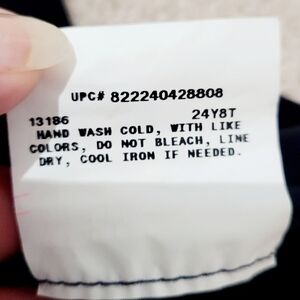 UPC# 822240428808
13186 24Y8T
HAND WASH COLD, WITH LIKE
COLORS, DO NOT BLEACH, LINE
DRY, COOL IRON IF NEEDED.